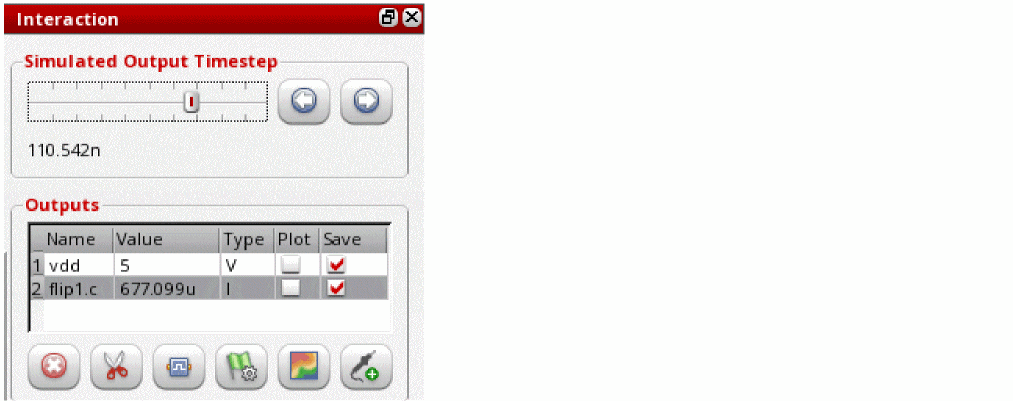 Interaction
Simulated Output Timestep
110.542n
Outputs
Name Value Type Plot Save
1 vdd 5 V
2 flip1.c 677.099u I